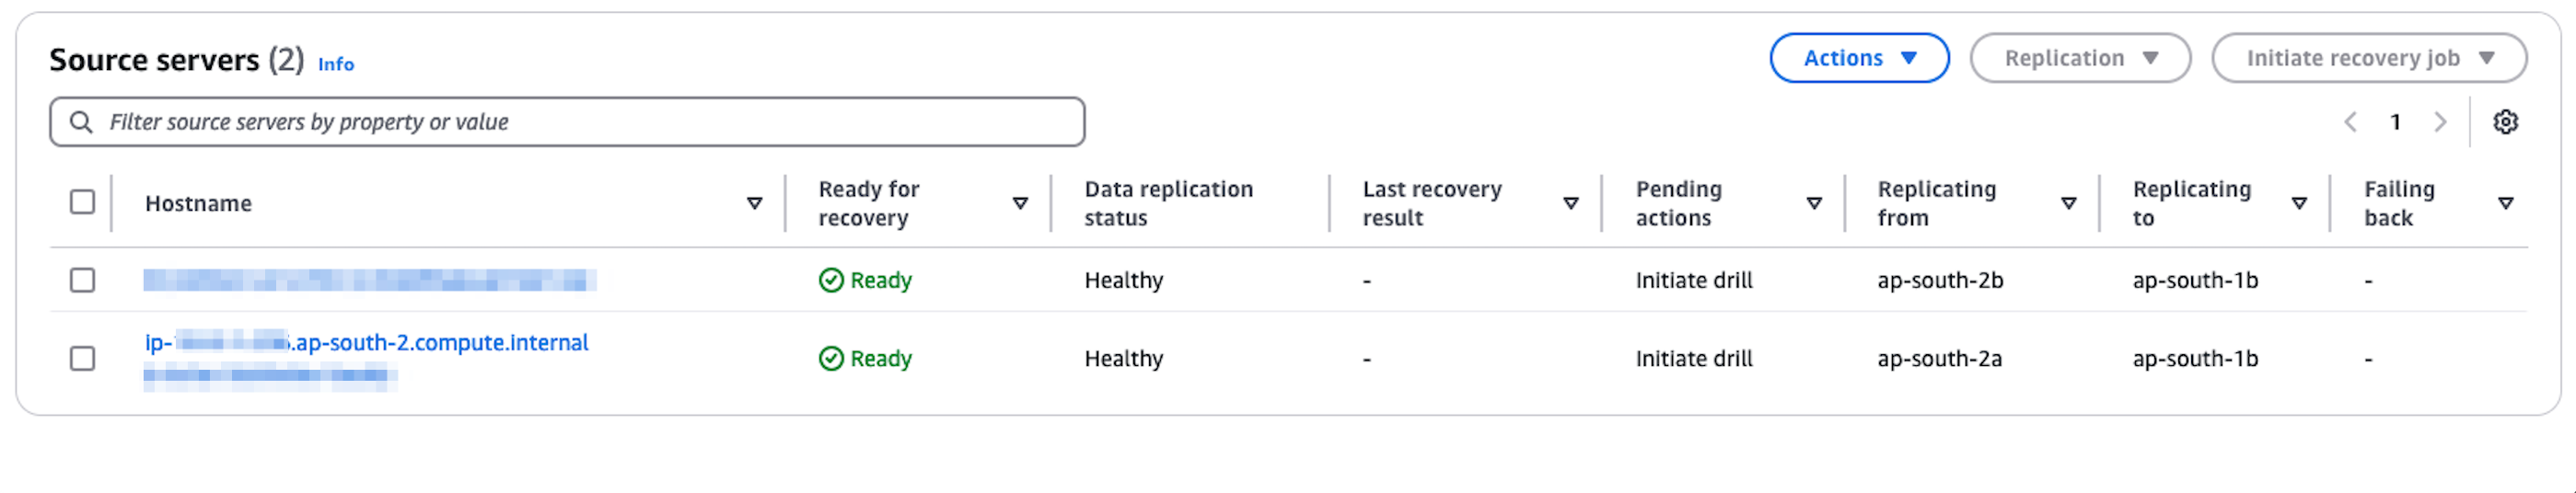 Source servers (2) Info
Actions Replication Initiate recovery job
Filter source servers by property or value
1
Hostname Ready for recovery Data replication status Last recovery result Pending actions Replicating from Replicating to Failing back
Ready Healthy - Initiate drill ap-south-2b ap-south-1b -
ip- .ap-south-2.compute.internal Ready Healthy - Initiate drill ap-south-2a ap-south-1b -